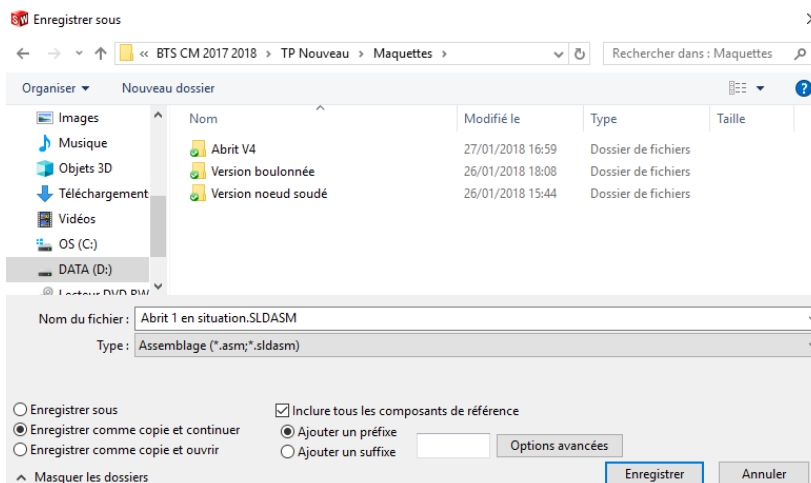 SW Enregistrer sous
« BTS CM 2017 2018 > TP Nouveau > Maquettes >
Rechercher dans : Maquettes
Organiser
Nouveau dossier
?
Images
Musique
Objets 3D
Téléchargement
Vidéos
OS (C:)
DATA (D:)
Lecteur DVD RW
Nom Modifié le Type Taille
Abrit V4 27/01/2018 16:59 Dossier de fichiers
Version boulonnée 26/01/2018 18:08 Dossier de fichiers
Version noeud soudé 26/01/2018 15:44 Dossier de fichiers
Nom du fichier : Abrit 1 en situation.SLDASM
Type : Assemblage (*.asm;*.sldasm)
Enregistrer sous
Enregistrer comme copie et continuer
Enregistrer comme copie et ouvrir
Inclure tous les composants de référence
Ajouter un préfixe
Ajouter un suffixe
Options avancées
Masquer les dossiers
Enregistrer
Annuler